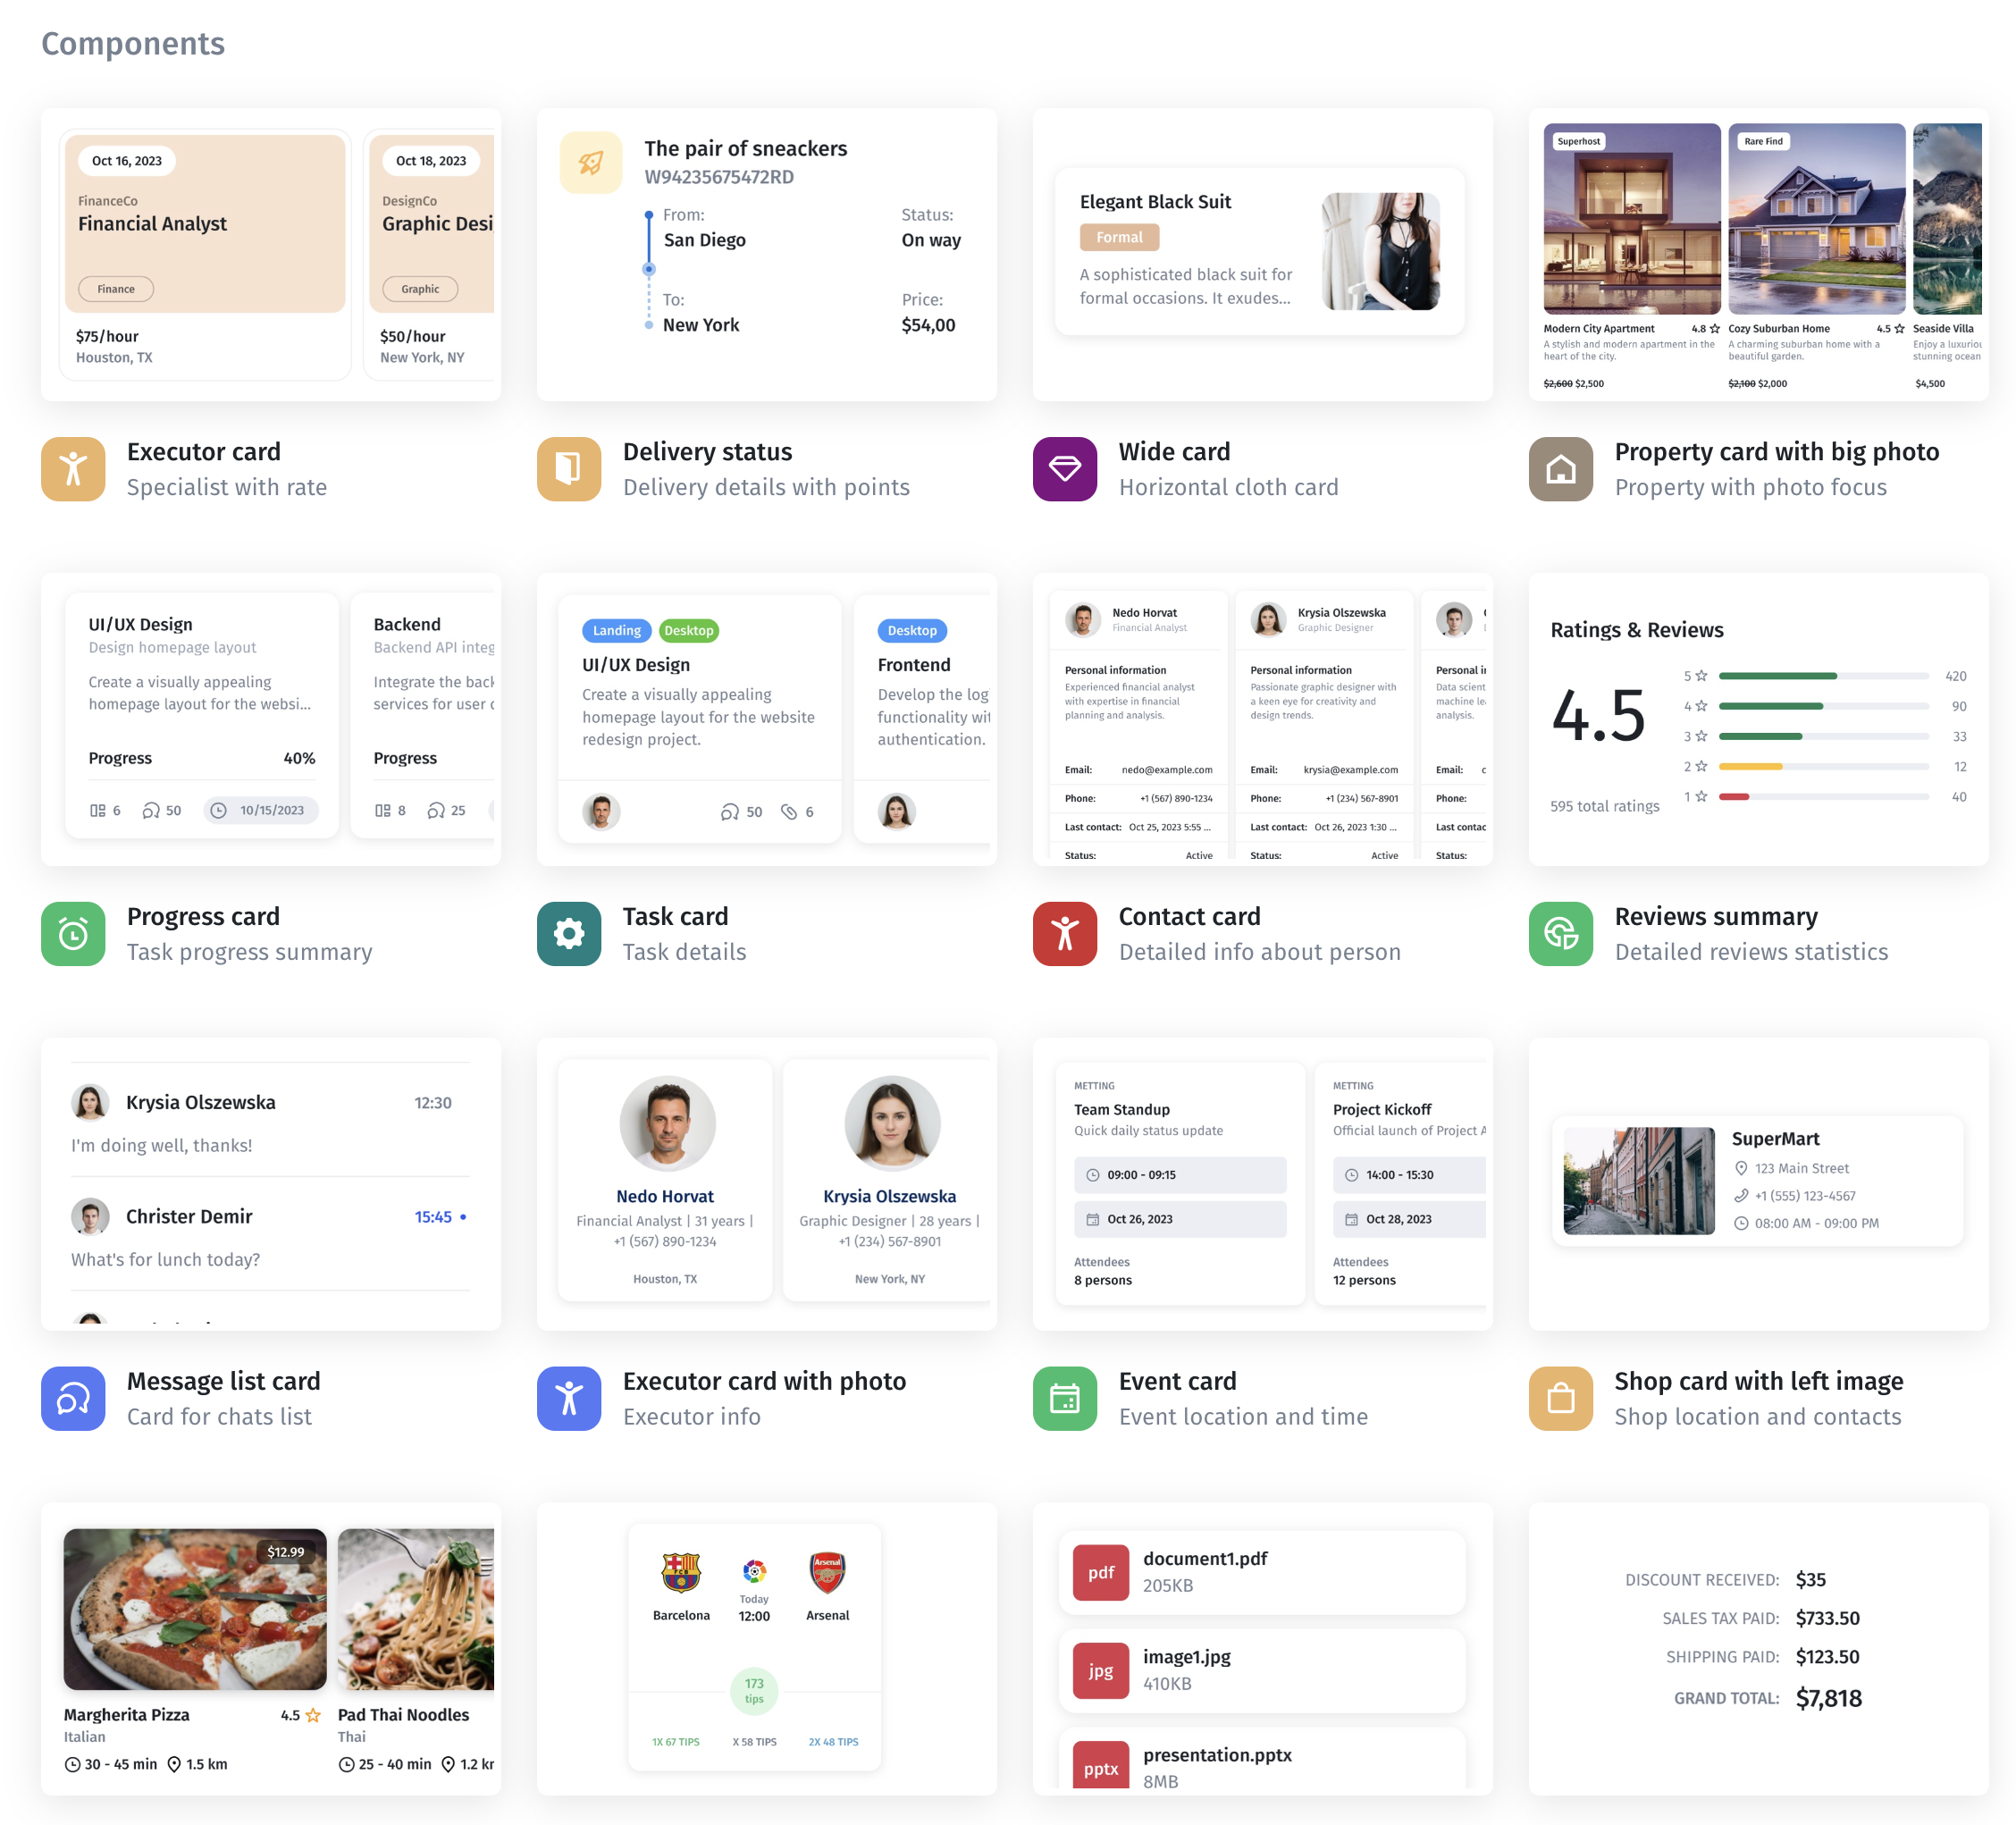 Components
Oct 16, 2023
FinanceCo
Financial Analyst
Finance
$75/hour
Houston, TX
Oct 18, 2023
DesignCo
Graphic Desi
Graphic
$50/hour
New York, NY
The pair of sneackers
W94235675472RD
From:
San Diego
Status:
On way
To:
New York
Price:
$54,00
Elegant Black Suit
Formal
A sophisticated black suit for
formal occasions. It exudes...
Superhost
Modern City Apartment 4.8
A stylish and modern apartment in the
heart of the city.
$2,600 $2,500
Rare Find
Cozy Suburban Home 4.5
A charming suburban home with a
beautiful garden.
$2,100 $2,000
Seaside Villa
Enjoy a luxuriou
stunning ocean
$4,500
Executor card
Specialist with rate
Delivery status
Delivery details with points
Wide card
Horizontal cloth card
Property card with big photo
Property with photo focus
UI/UX Design
Design homepage layout
Create a visually appealing
homepage layout for the websi...
Progress 40%
6 50 10/15/2023
Backend
Backend API integ
Integrate the back
services for user
Progress
8 25
Landing Desktop
UI/UX Design
Create a visually appealing
homepage layout for the website
redesign project.
50 6
Desktop
Frontend
Develop the log
functionality wit
authentication.
Nedo Horvat
Financial Analyst
Personal information
Experienced financial analyst
with expertise in financial
planning and analysis.
Email: nedo@example.com
Phone: +1 (567) 890-1234
Last contact: Oct 25, 2023 5:55 ...
Status: Active
Krysia Olszewska
Graphic Designer
Personal information
Passionate graphic designer with
a keen eye for creativity and
design trends.
Email: krysia@example.com
Phone: +1 (234) 567-8901
Last contact: Oct 26, 2023 1:30 ...
Status: Active
Personal i
Data scient
machine le
analysis.
Email:
Phone:
Last contac
Status:
Ratings & Reviews
4.5
595 total ratings
5 420
4 90
3 33
2 12
1 40
Progress card
Task progress summary
Task card
Task details
Contact card
Detailed info about person
Reviews summary
Detailed reviews statistics
Krysia Olszewska 12:30
I'm doing well, thanks!
Christer Demir 15:45
What's for lunch today?
Nedo Horvat
Financial Analyst | 31 years |
+1 (567) 890-1234
Houston, TX
Krysia Olszewska
Graphic Designer | 28 years |
+1 (234) 567-8901
New York, NY
METTING
Team Standup
Quick daily status update
09:00 - 09:15
Oct 26, 2023
Attendees
8 persons
METTING
Project Kickoff
Official launch of Project A
14:00 - 15:30
Oct 28, 2023
Attendees
12 persons
SuperMart
123 Main Street
+1 (555) 123-4567
08:00 AM - 09:00 PM
Message list card
Card for chats list
Executor card with photo
Executor info
Event card
Event location and time
Shop card with left image
Shop location and contacts
$12.99
Margherita Pizza 4.5
Italian
30 - 45 min 1.5 km
Pad Thai Noodles
Thai
25 - 40 min 1.2 k
FCB
Barcelona
Today
12:00
Arsenal
Arsenal
173
tips
1X 67 TIPS X 58 TIPS 2X 48 TIPS
pdf
document1.pdf
205KB
jpg
image1.jpg
410KB
pptx
presentation.pptx
8MB
DISCOUNT RECEIVED: $35
SALES TAX PAID: $733.50
SHIPPING PAID: $123.50
GRAND TOTAL: $7,818